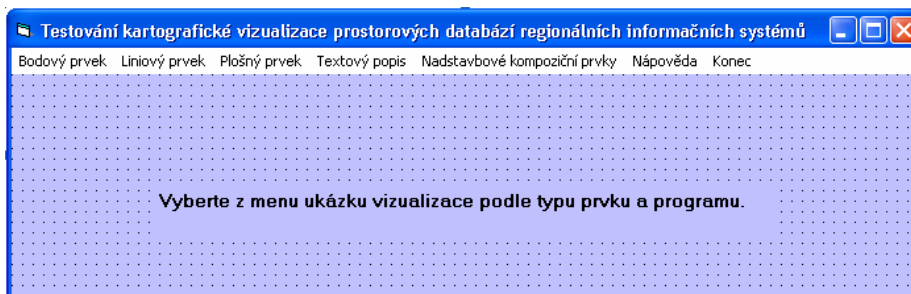 Testování kartografické vizualizace prostorových databází regionálních informačních systémů
Bodový prvek Liniový prvek Plošný prvek Textový popis Nadstavbové kompoziční prvky Nápověda Konec
Vyberte z menu ukázku vizualizace podle typu prvku a programu.